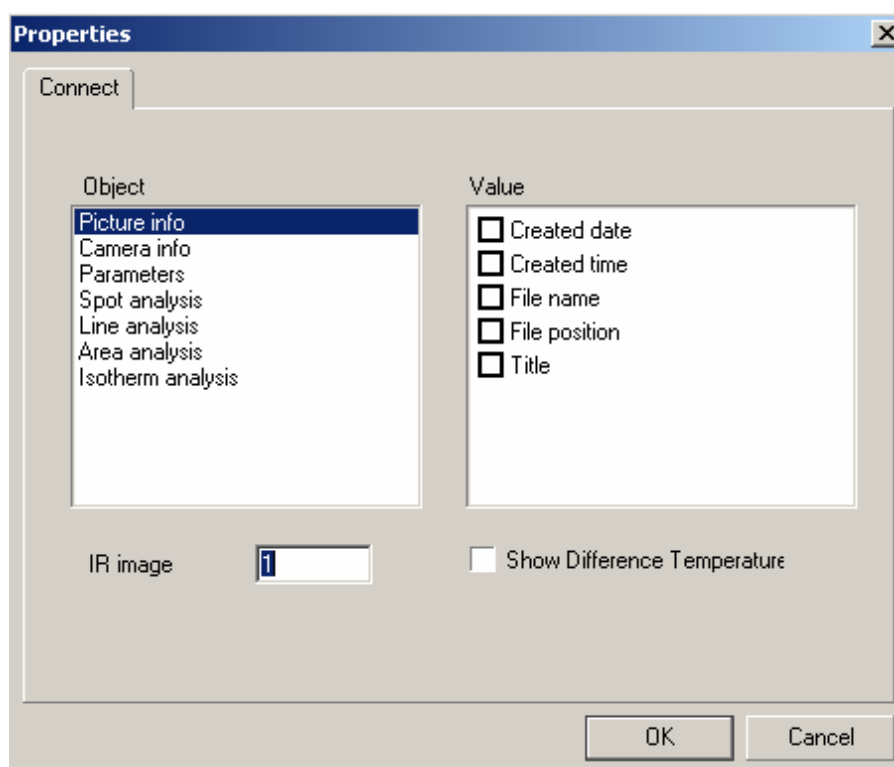 Properties
Connect
Object
Picture info
Camera info
Parameters
Spot analysis
Line analysis
Area analysis
Isotherm analysis
Value
Created date
Created time
File name
File position
Title
IR image
1
Show Difference Temperature
OK
Cancel